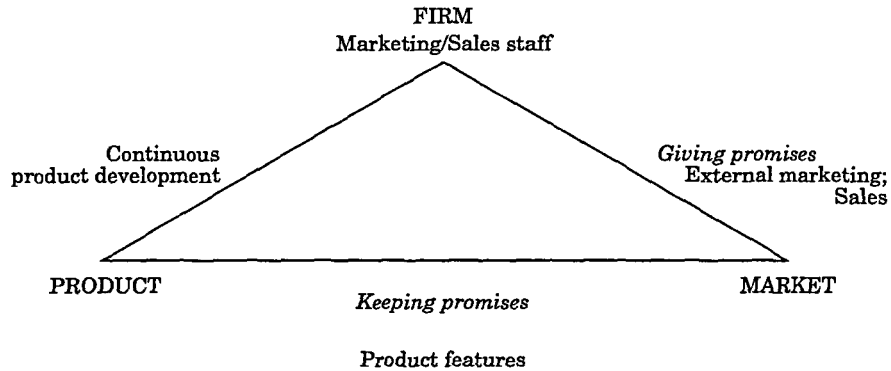 FIRM
Marketing/Sales staff
Continuous
product development
Giving promises
External marketing;
Sales
PRODUCT
MARKET
Keeping promises
Product features